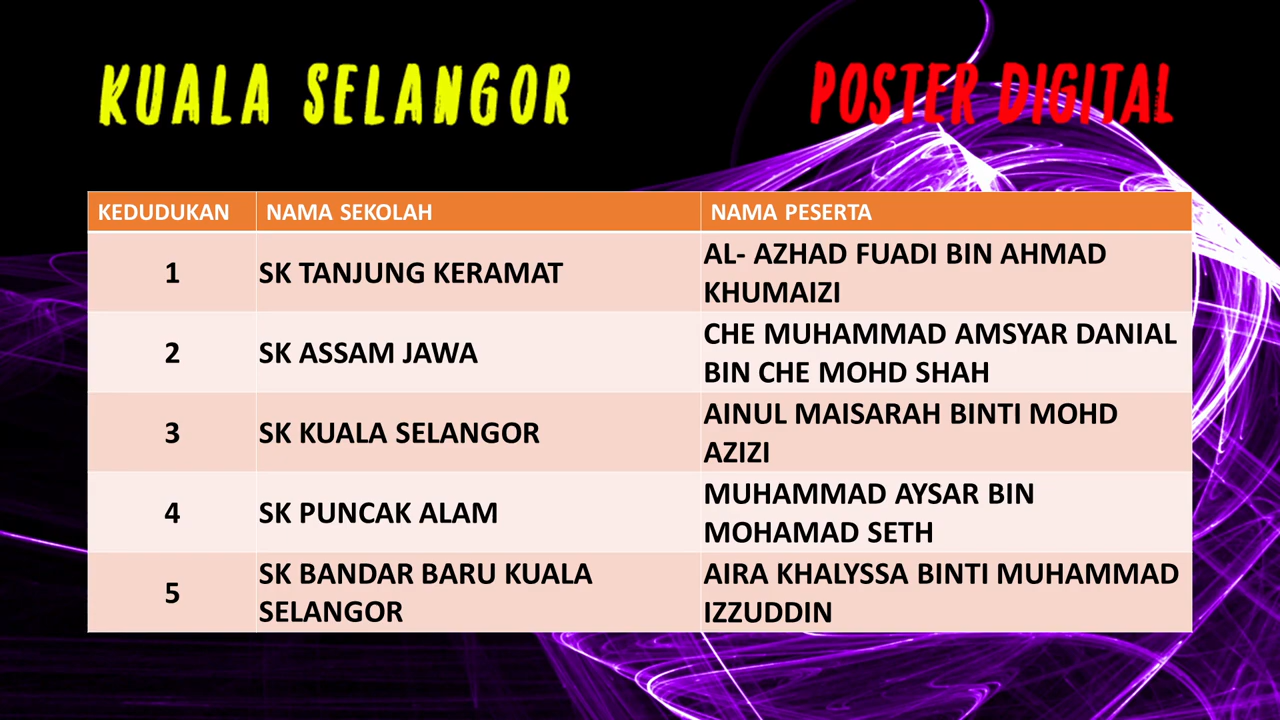 KUALA SELANGOR
POSTER DIGITAL
KEDUDUKAN NAMA SEKOLAH NAMA PESERTA
1 SK TANJUNG KERAMAT AL- AZHAD FUADI BIN AHMAD
KHUMAIZI
2 SK ASSAM JAWA CHE MUHAMMAD AMSYAR DANIAL
BIN CHE MOHD SHAH
3 SK KUALA SELANGOR AINUL MAISARAH BINTI MOHD
AZIZI
4 SK PUNCAK ALAM MUHAMMAD AYSAR BIN
MOHAMAD SETH
5 SK BANDAR BARU KUALA
SELANGOR
AIRA KHALYSSA BINTI MUHAMMAD
IZZUDDIN